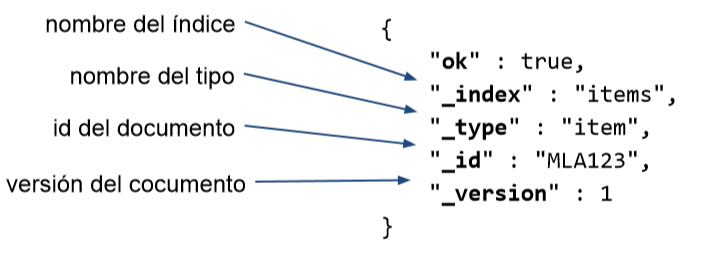 nombre del índice
nombre del tipo
id del documento
versión del cocumento
{
"ok" : true,
"_index" : "items",
"_type" : "item",
"_id" : "MLA123",
"_version" : 1
}